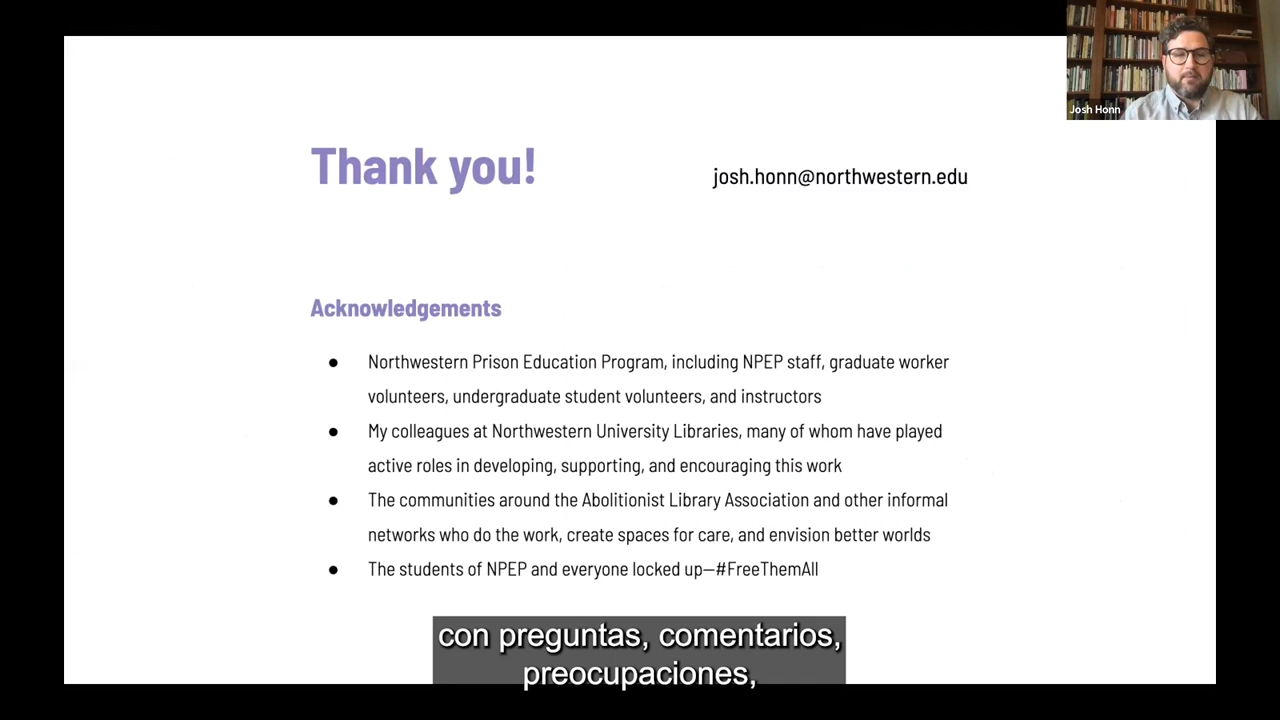 Josh Honn
Thank you!
josh.honn@northwestern.edu
Acknowledgements
● Northwestern Prison Education Program, including NPEP staff, graduate worker
volunteers, undergraduate student volunteers, and instructors
● My colleagues at Northwestern University Libraries, many of whom have played
active roles in developing, supporting, and encouraging this work
● The communities around the Abolitionist Library Association and other informal
networks who do the work, create spaces for care, and envision better worlds
● The students of NPEP and everyone locked up—#FreeThemAll
con preguntas, comentarios,
preocupaciones,